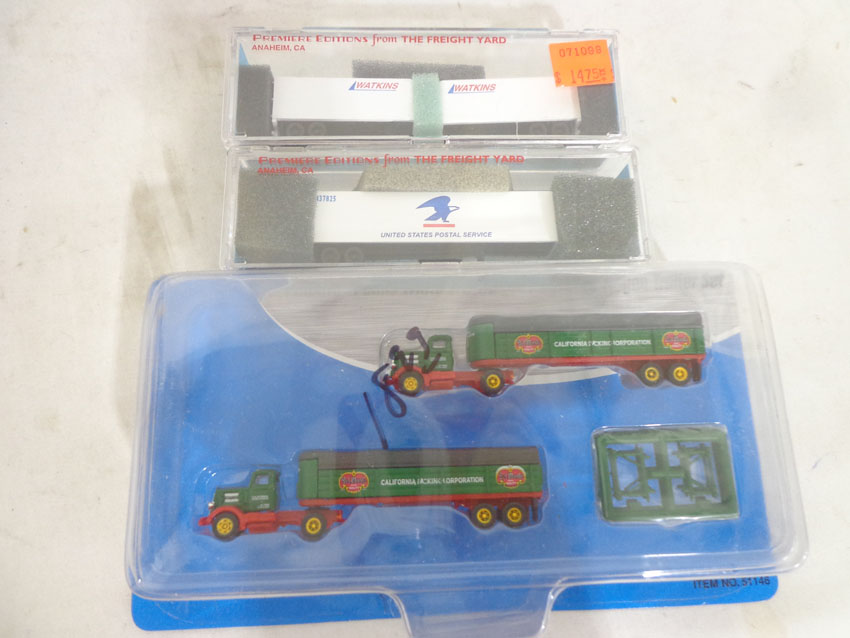 PREMIERE EDITIONS from THE FREIGHT YARD
ANAHEIM, CA
071098
$ 1475
WATKINS
WATKINS
PREMIERE EDITIONS from THE FREIGHT YARD
ANAHEIM, CA
UNITED STATES POSTAL SERVICE
CALIFORNIA PACKING CORPORATION
CALIFORNIA PACKING CORPORATION
ITEM NO. 51146